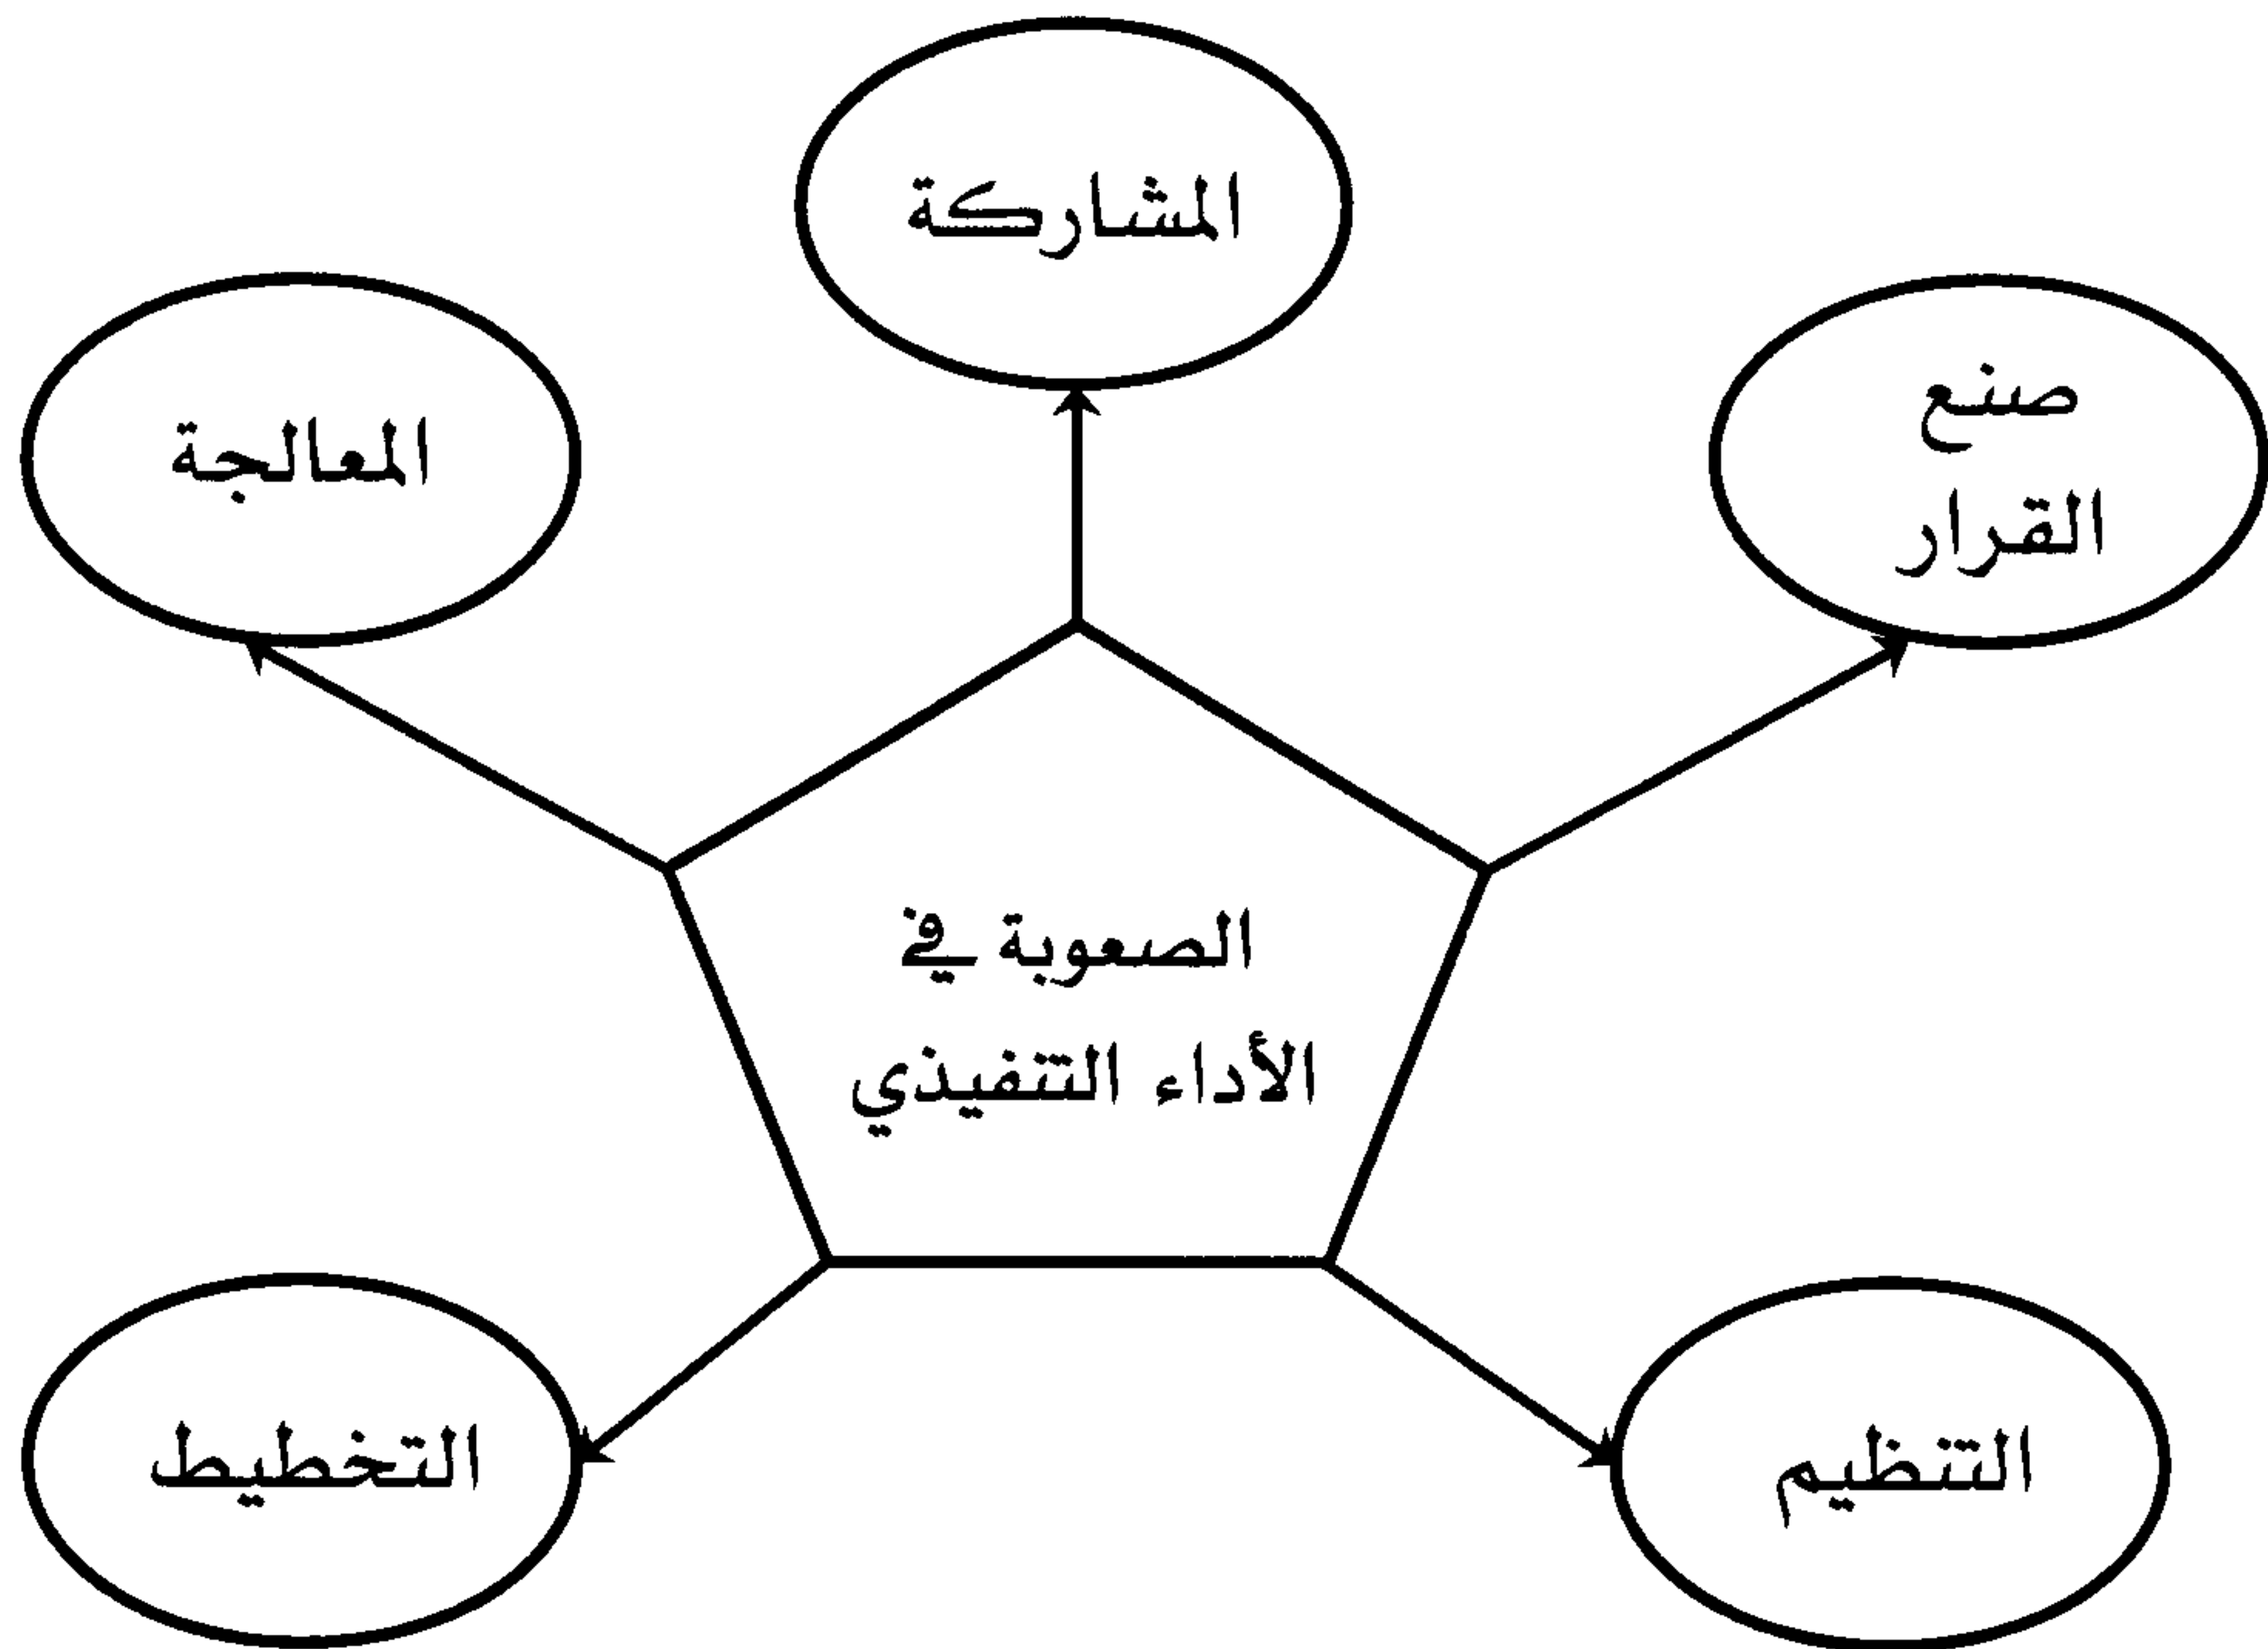 المشاركة
صنع
القرار
المعالجة
الصعوبة في
الأداء التنفيذي
التنظيم
التخطيط